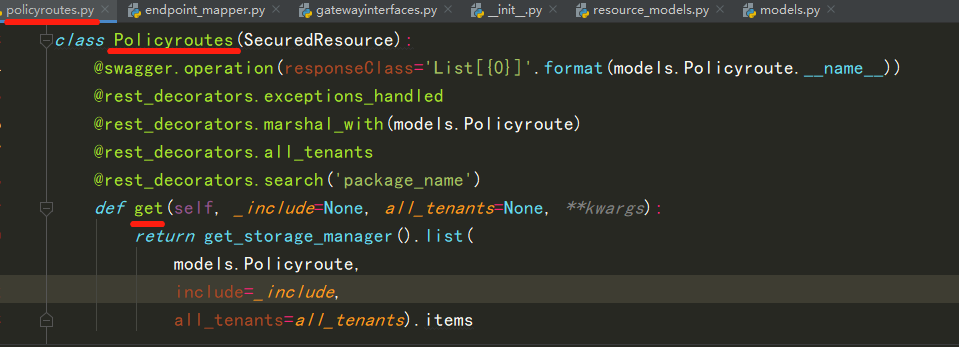 policyroutes.py × endpoint_mapper.py × gatewayinterfaces.py × __init__.py × resource_models.py × models.py ×
class Policyroutes(SecuredResource):
@swagger.operation(responseClass='List[{0}]'.format(models.Policyroute.__name__))
@rest_decorators.exceptions_handled
@rest_decorators.marshal_with(models.Policyroute)
@rest_decorators.all_tenants
@rest_decorators.search('package_name')
def get(self, _include=None, all_tenants=None, **kwargs):
return get_storage_manager().list(
models.Policyroute,
include=_include,
all_tenants=all_tenants).items